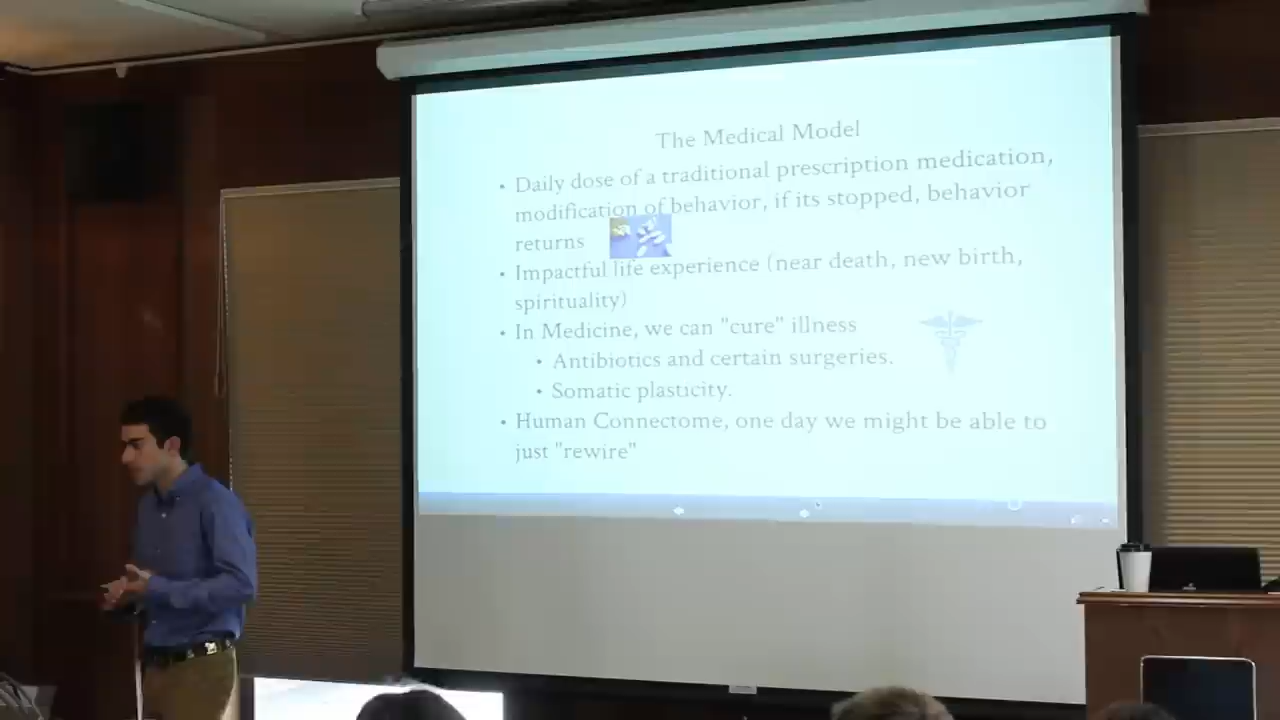 The Medical Model
• Daily dose of a traditional prescription medication,
modification of behavior, if its stopped, behavior
returns
• Impactful life experience (near death, new birth,
spirituality)
• In Medicine, we can "cure" illness
• Antibiotics and certain surgeries.
• Somatic plasticity.
• Human Connectome, one day we might be able to
just "rewire"